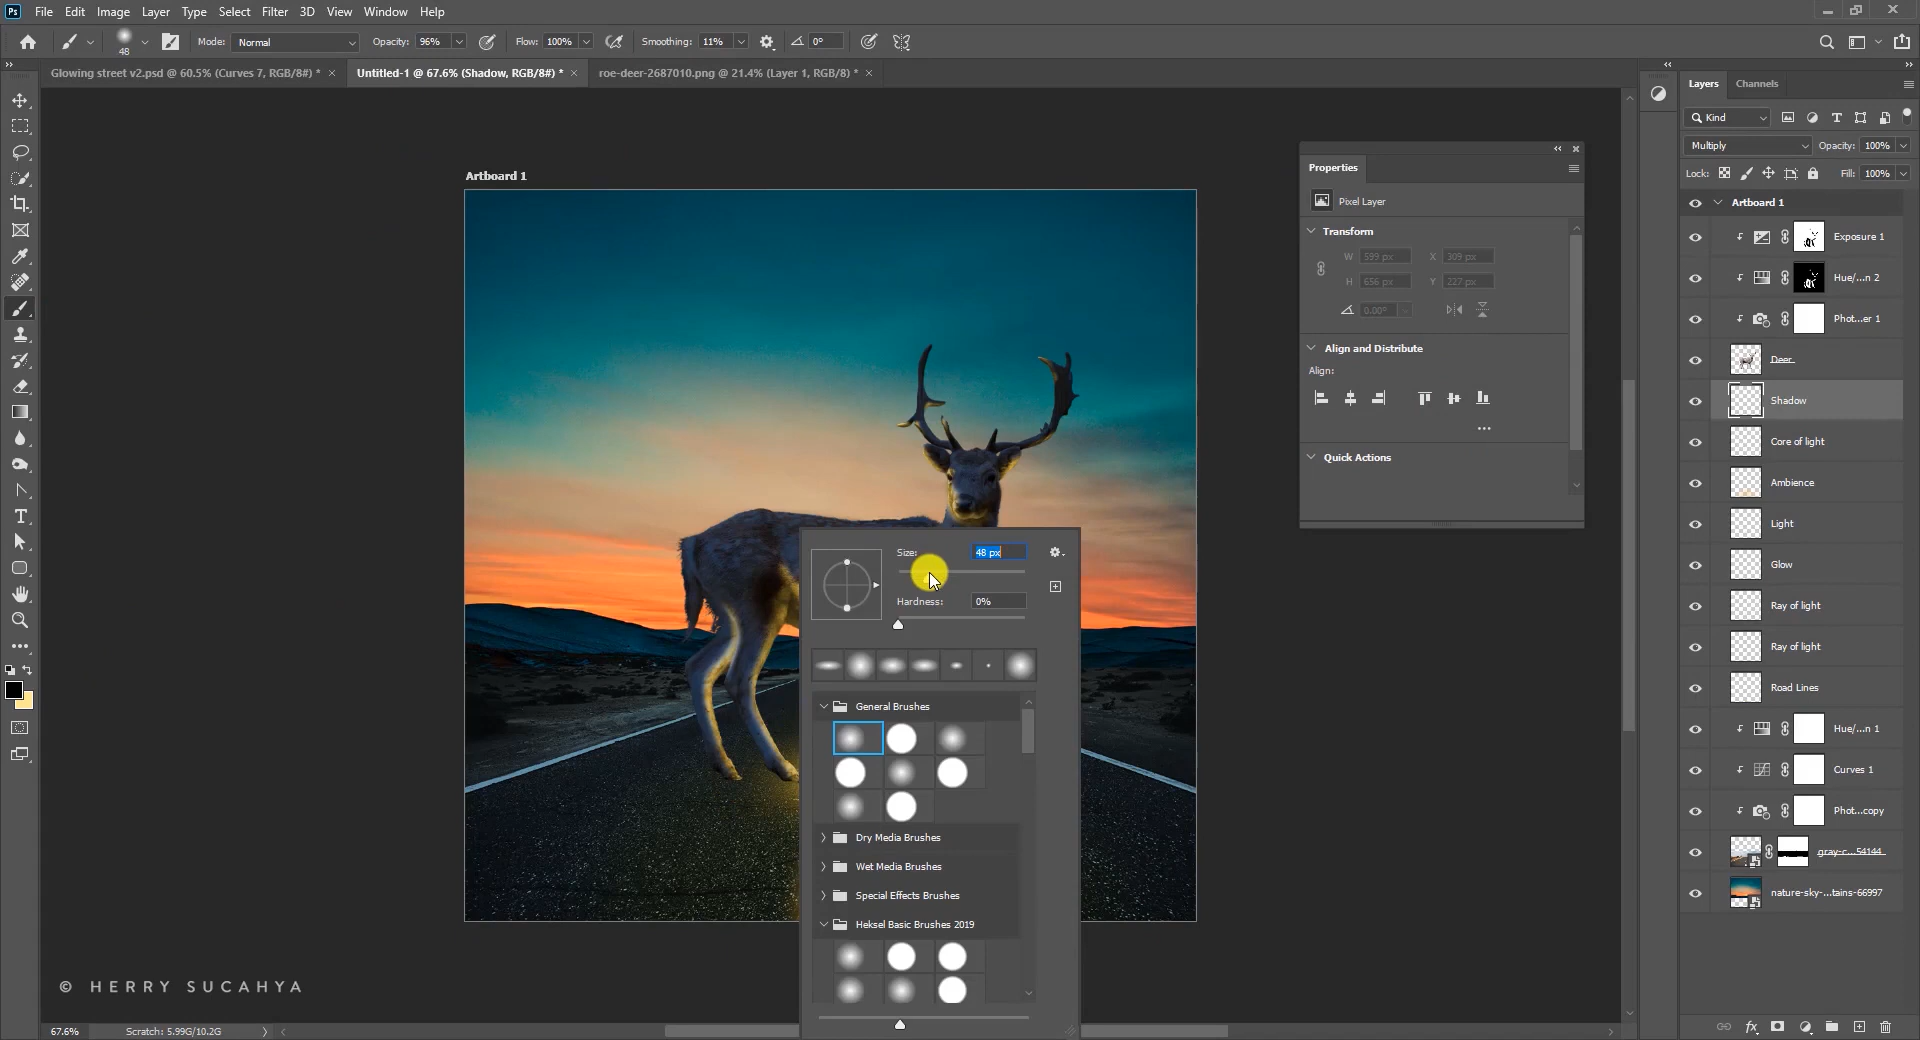 Ps File Edit Image Layer Type Select Filter 3D View Window Help
48 Mode: Normal Opacity: 96% Flow: 100% Smoothing: 11% 0°
Glowing street v2.psd @ 60.5% (Curves 7, RGB/8#) * × Untitled-1 @ 67.6% (Shadow, RGB/8#) * × roe-deer-2687010.png @ 21.4% (Layer 1, RGB/8) * ×
Artboard 1
Properties
Pixel Layer
Transform
W 599 px X 309 px
H 656 px Y 227 px
0.00°
Align and Distribute
Align:
Quick Actions
Size: 48 px
Hardness: 0%
General Brushes
Dry Media Brushes
Wet Media Brushes
Special Effects Brushes
Heksel Basic Brushes 2019
Layers Channels
Kind
Multiply Opacity: 100%
Lock: Fill: 100%
Artboard 1
Exposure 1
Hue/...n 2
Phot...er 1
Deer
Shadow
Core of light
Ambience
Light
Glow
Ray of light
Ray of light
Road Lines
Hue/...n 1
Curves 1
Phot...copy
gray-c...54144
nature-sky-...tains-66997
© HERRY SUCAHYA
67.6% Scratch: 5.99G/10.2G